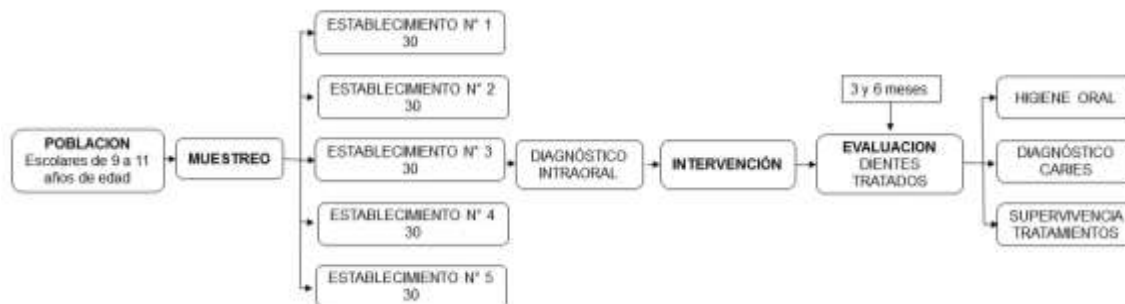 POBLACION
Escolares de 9 a 11
años de edad
MUESTREO
ESTABLECIMIENTO N° 1
30
ESTABLECIMIENTO N° 2
30
ESTABLECIMIENTO N° 3
30
ESTABLECIMIENTO N° 4
30
ESTABLECIMIENTO N° 5
30
DIAGNÓSTICO
INTRAORAL
INTERVENCIÓN
3 y 6 meses
EVALUACION
DIENTES
TRATADOS
HIGIENE ORAL
DIAGNÓSTICO
CARIES
SUPERVIVENCIA
TRATAMIENTOS